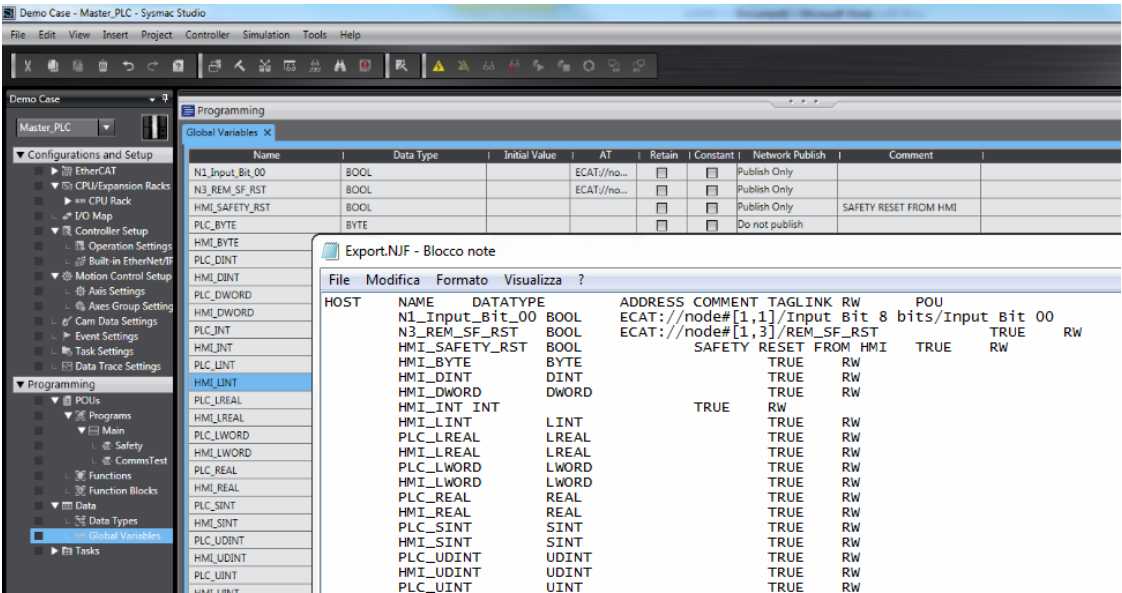 Demo Case - Master_PLC - Sysmac Studio
File Edit View Insert Project Controller Simulation Tools Help
Demo Case
Master_PLC
Configurations and Setup
EtherCAT
CPU/Expansion Racks
CPU Rack
I/O Map
Controller Setup
Operation Settings
Built-in EtherNet/IP
Motion Control Setup
Axis Settings
Axes Group Setting
Cam Data Settings
Event Settings
Task Settings
Data Trace Settings
Programming
POUs
Programs
Main
Safety
CommsTest
Functions
Function Blocks
Data
Data Types
Global Variables
Tasks
Programming
Global Variables X
Name Data Type Initial Value AT Retain Constant Network Publish Comment
N1_Input_Bit_00 BOOL ECAT://no... Publish Only
N3_REM_SF_RST BOOL ECAT://no... Publish Only
HMI_SAFETY_RST BOOL Publish Only SAFETY RESET FROM HMI
PLC_BYTE BYTE Do not publish
HMI_BYTE
PLC_DINT
HMI_DINT
PLC_DWORD
HMI_DWORD
PLC_INT
HMI_INT
PLC_LINT
HMI_LINT
PLC_LREAL
HMI_LREAL
PLC_LWORD
HMI_LWORD
PLC_REAL
HMI_REAL
PLC_SINT
HMI_SINT
PLC_UDINT
HMI_UDINT
PLC_UINT
HMI_UINT
Export.NJF - Blocco note
File Modifica Formato Visualizza ?
HOST NAME DATATYPE ADDRESS COMMENT TAGLINK RW POU
N1_Input_Bit_00 BOOL ECAT://node#[1,1]/Input Bit 8 bits/Input Bit 00
N3_REM_SF_RST BOOL ECAT://node#[1,3]/REM_SF_RST TRUE RW
HMI_SAFETY_RST BOOL SAFETY RESET FROM HMI TRUE RW
HMI_BYTE BYTE TRUE RW
HMI_DINT DINT TRUE RW
HMI_DWORD DWORD TRUE RW
HMI_INT INT TRUE RW
HMI_LINT LINT TRUE RW
PLC_LREAL LREAL TRUE RW
HMI_LREAL LREAL TRUE RW
PLC_LWORD LWORD TRUE RW
HMI_LWORD LWORD TRUE RW
PLC_REAL REAL TRUE RW
HMI_REAL REAL TRUE RW
PLC_SINT SINT TRUE RW
HMI_SINT SINT TRUE RW
PLC_UDINT UDINT TRUE RW
HMI_UDINT UDINT TRUE RW
PLC_UINT UINT TRUE RW